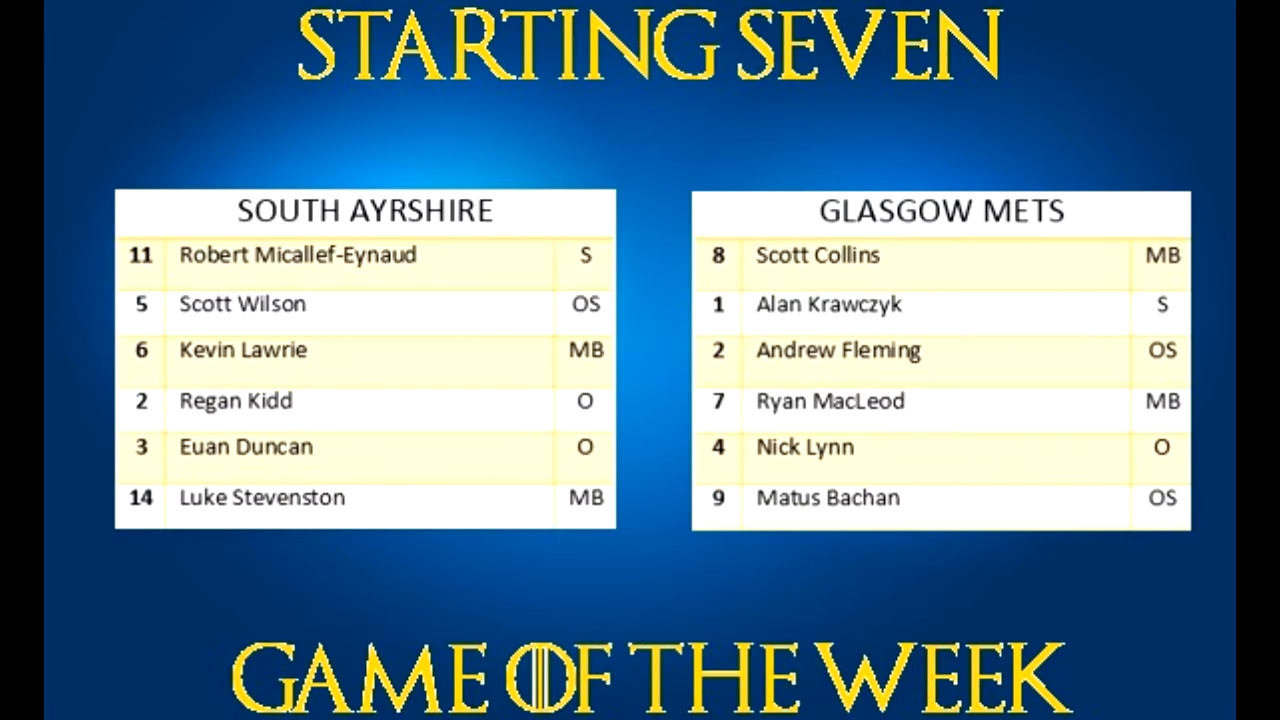 STARTING SEVEN
SOUTH AYRSHIRE
11 Robert Micallef-Eynaud S
5 Scott Wilson OS
6 Kevin Lawrie MB
2 Regan Kidd O
3 Euan Duncan O
14 Luke Stevenston MB
GLASGOW METS
8 Scott Collins MB
1 Alan Krawczyk S
2 Andrew Fleming OS
7 Ryan MacLeod MB
4 Nick Lynn O
9 Matus Bachan OS
GAME OF THE WEEK